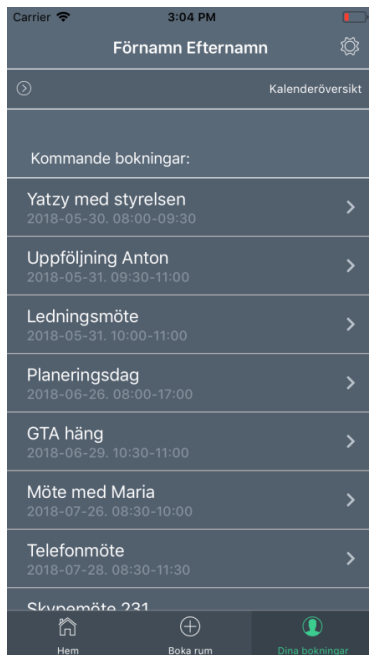 Carrier 3:04 PM
Förnamn Efternamn
Kalenderöversikt
Kommande bokningar:
Yatzy med styrelsen
2018-05-30. 08:00-09:30
Uppföljning Anton
2018-05-31. 09:30-11:00
Ledningsmöte
2018-05-31. 10:00-11:00
Planeringsdag
2018-06-26. 08:00-17:00
GTA häng
2018-06-29. 10:30-11:00
Möte med Maria
2018-07-26. 08:30-10:00
Telefonmöte
2018-07-28. 08:30-11:30
Skypemöte 231
Hem Boka rum Dina bokningar